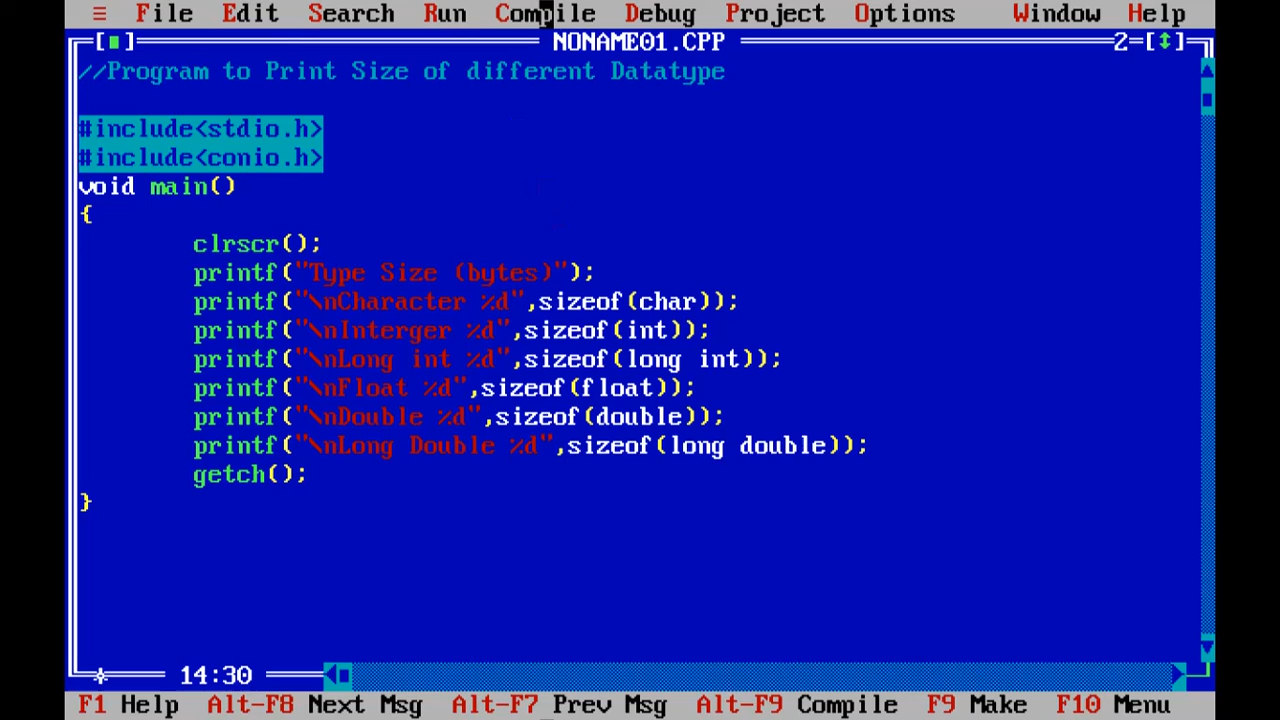 ≡ File Edit Search Run Compile Debug Project Options Window Help
[■] NONAME01.CPP 2=[↕]
//Program to Print Size of different Datatype
#include<stdio.h>
#include<conio.h>
void main()
{
clrscr();
printf("Type Size (bytes)");
printf("\nCharacter %d",sizeof(char));
printf("\nInterger %d",sizeof(int));
printf("\nLong int %d",sizeof(long int));
printf("\nFloat %d",sizeof(float));
printf("\nDouble %d",sizeof(double));
printf("\nLong Double %d",sizeof(long double));
getch();
}
14:30
F1 Help Alt-F8 Next Msg Alt-F7 Prev Msg Alt-F9 Compile F9 Make F10 Menu